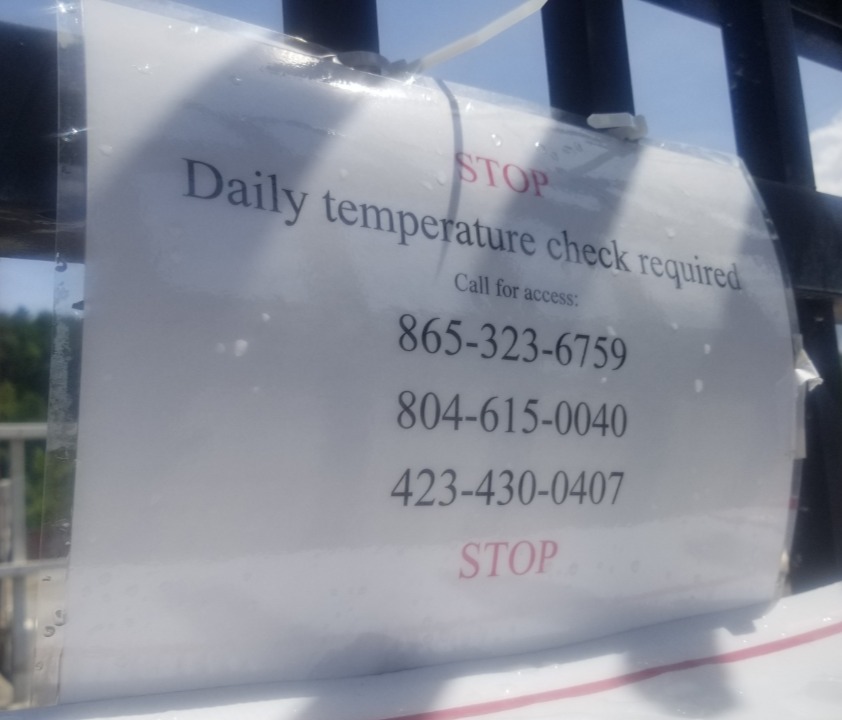 STOP
Daily temperature check required
Call for access:
865-323-6759
804-615-0040
423-430-0407
STOP